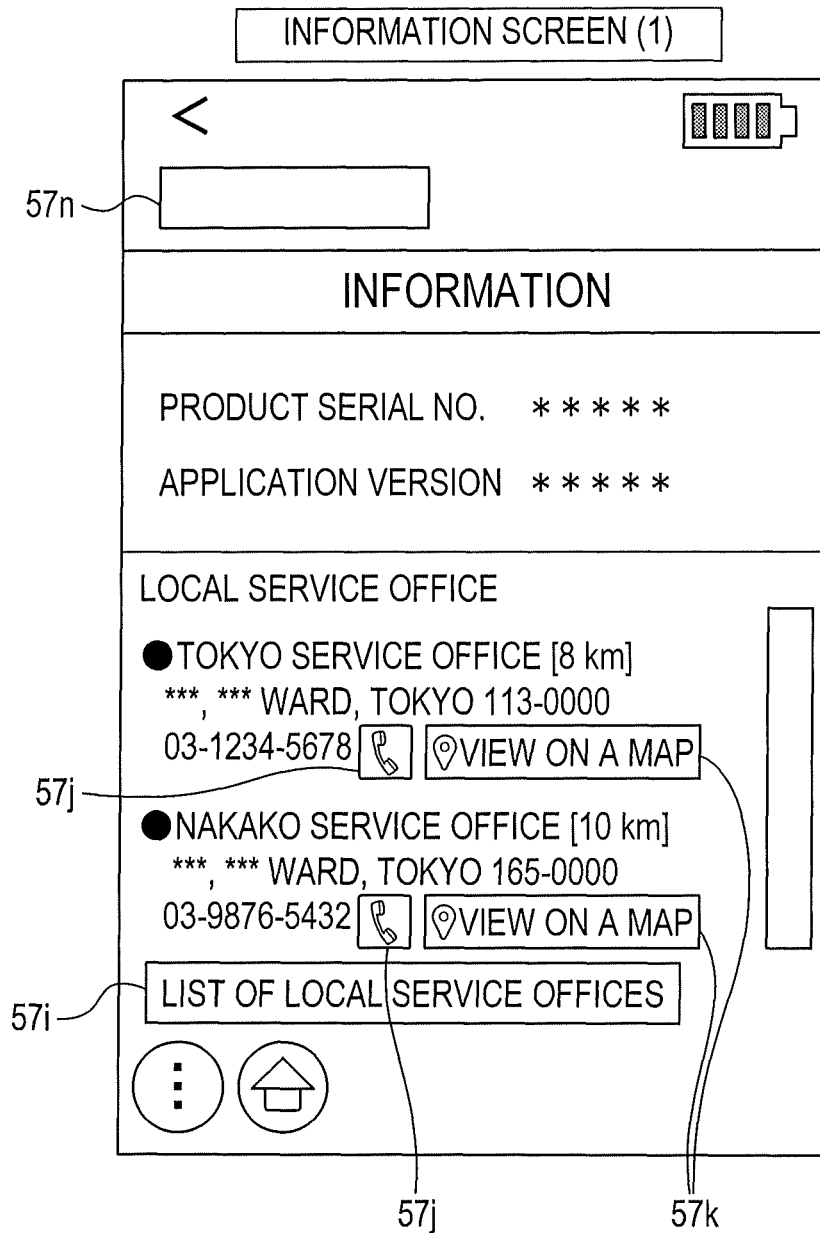 INFORMATION SCREEN (1)
<
57n
INFORMATION
PRODUCT SERIAL NO. *****
APPLICATION VERSION *****
LOCAL SERVICE OFFICE
●TOKYO SERVICE OFFICE [8 km]
***, *** WARD, TOKYO 113-0000
03-1234-5678 VIEW ON A MAP
57j
●NAKAKO SERVICE OFFICE [10 km]
***, *** WARD, TOKYO 165-0000
03-9876-5432 VIEW ON A MAP
LIST OF LOCAL SERVICE OFFICES
57i
57j 57k